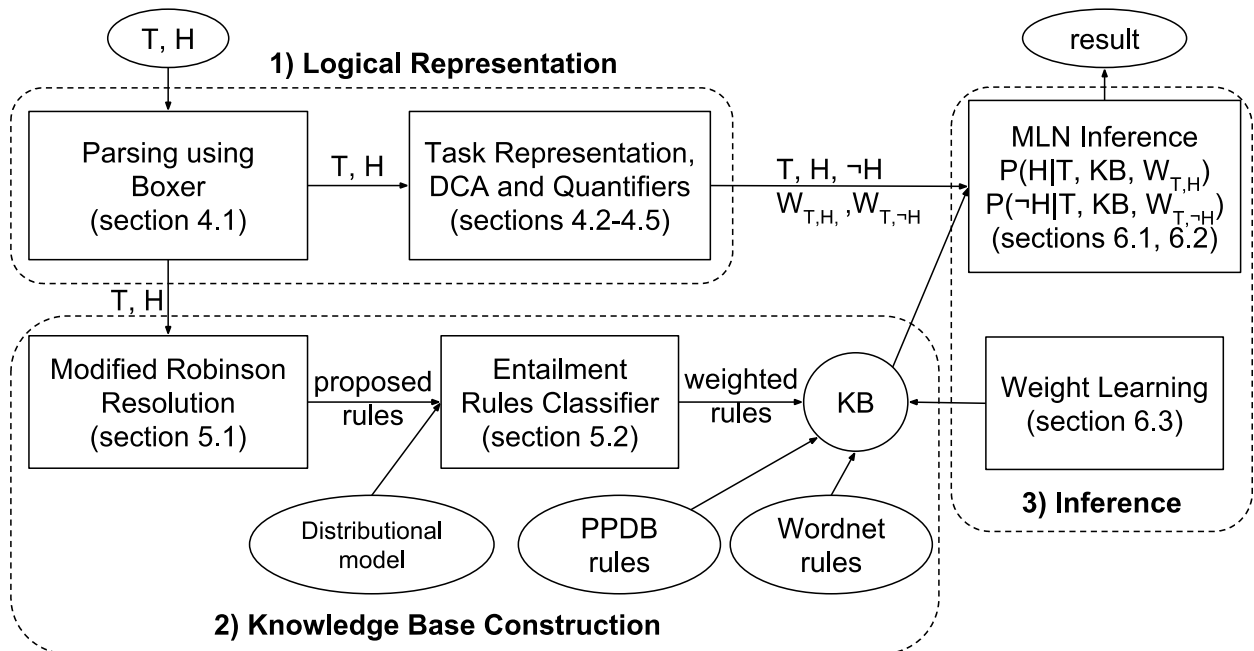 T, H
result
1) Logical Representation
Parsing using
Boxer
(section 4.1)
T, H
Task Representation,
DCA and Quantifiers
(sections 4.2-4.5)
T, H, ¬H
W_{T,H,} ,W_{T,¬H}
MLN Inference
P(H|T, KB, W_{T,H})
P(¬H|T, KB, W_{T,¬H})
(sections 6.1, 6.2)
T, H
Modified Robinson
Resolution
(section 5.1)
proposed
rules
Entailment
Rules Classifier
(section 5.2)
weighted
rules
KB
Weight Learning
(section 6.3)
Distributional
model
PPDB
rules
Wordnet
rules
3) Inference
2) Knowledge Base Construction